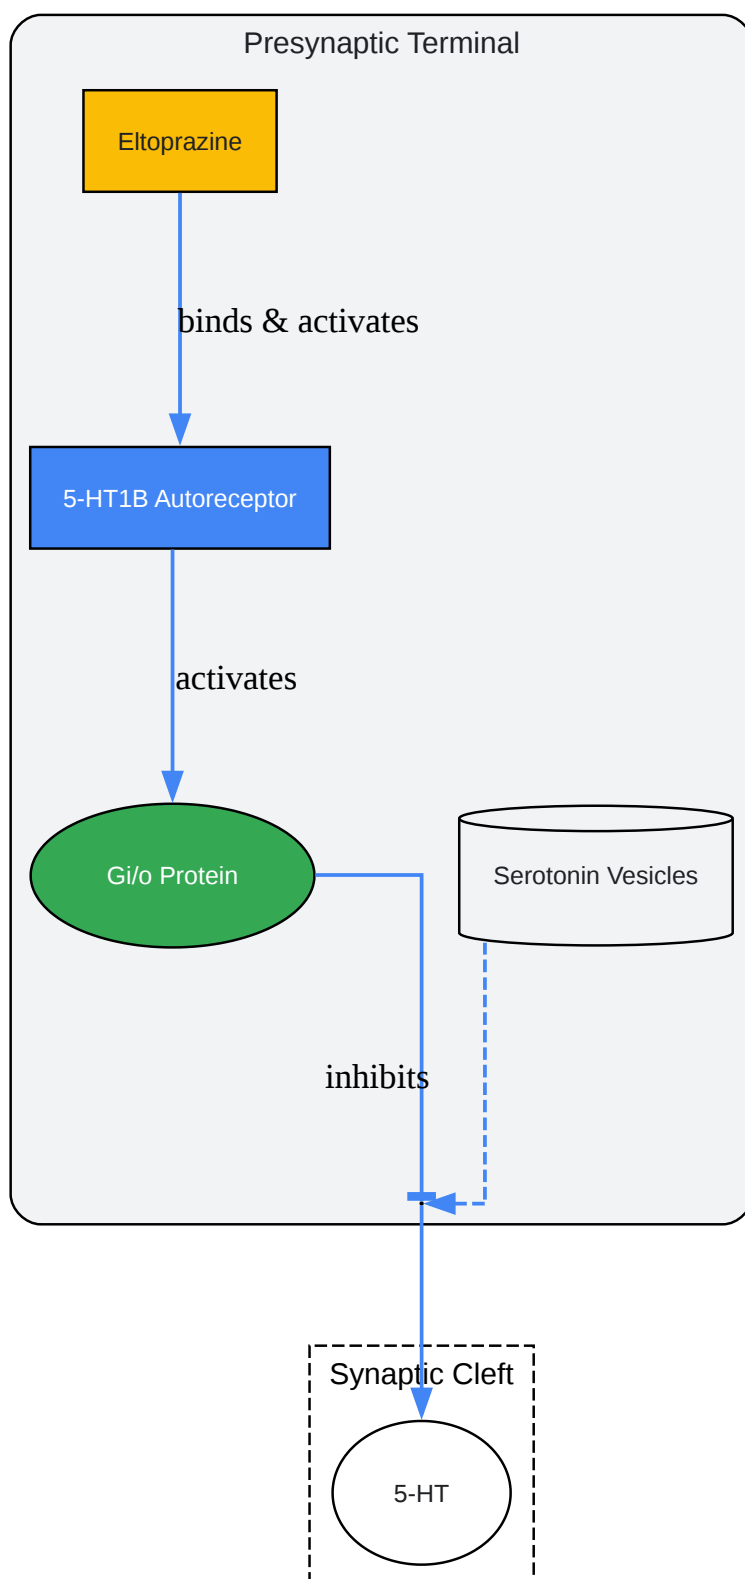 Presynaptic Terminal
Eltoprazine
binds & activates
5-HT1B Autoreceptor
activates
Gi/o Protein
Serotonin Vesicles
inhibits
Synaptic Cleft
5-HT